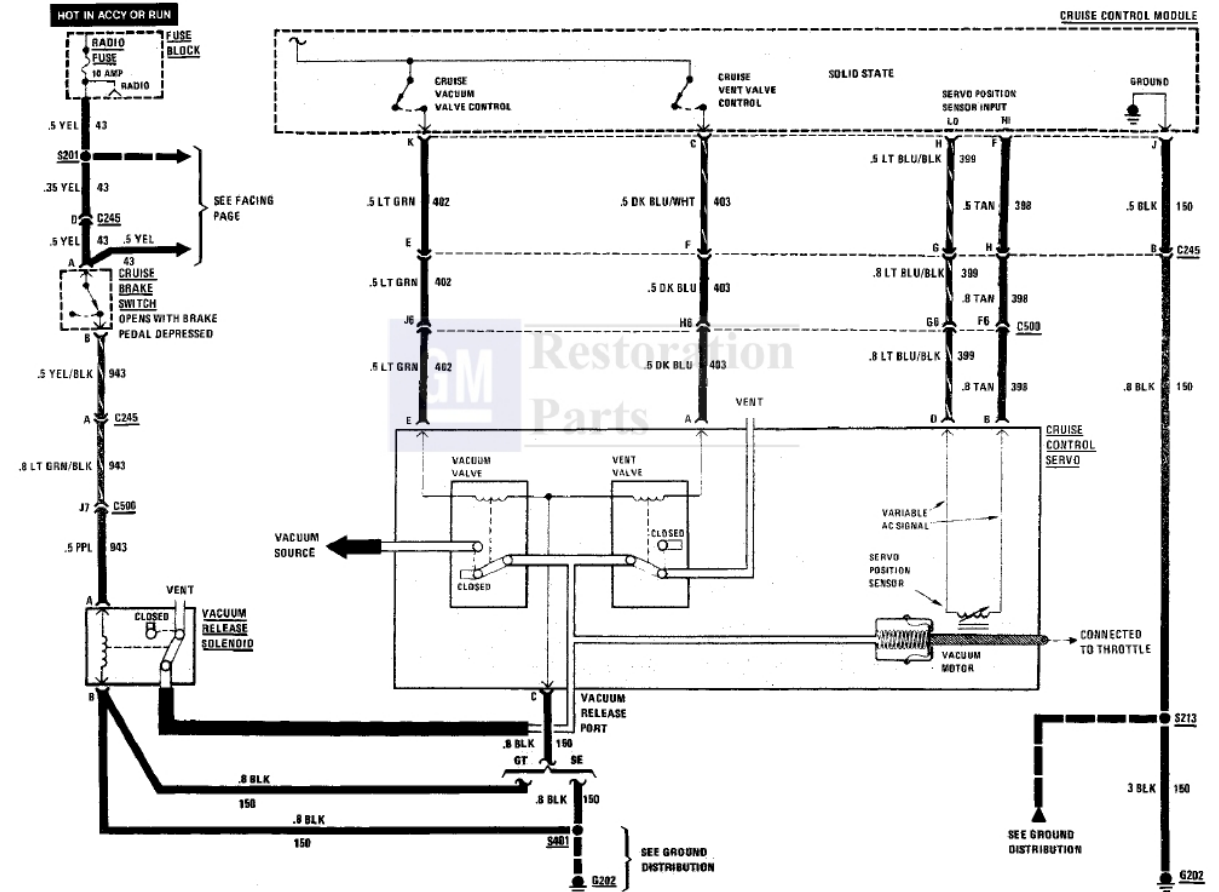 HOT IN ACCY OR RUN
RADIO
FUSE
10 AMP
RADIO
FUSE
BLOCK
CRUISE CONTROL MODULE
CRUISE
VACUUM
VALVE CONTROL
CRUISE
VENT VALVE
CONTROL
SOLID STATE
SERVO POSITION
SENSOR INPUT
LO
HI
GROUND
.5 YEL
43
S201
.35 YEL
43
D
C245
.5 YEL
43
.5 YEL
43
SEE FACING
PAGE
A
CRUISE
BRAKE
SWITCH
OPENS WITH BRAKE
PEDAL DEPRESSED
B
.5 YEL/BLK
943
A
C245
.8 LT GRN/BLK
943
J7
C500
.5 PPL
943
A
VENT
CLOSED
VACUUM
RELEASE
SOLENOID
B
K
C
H
F
J
.5 LT GRN
402
.5 DK BLU/WHT
403
.5 LT BLU/BLK
399
.5 TAN
398
.5 BLK
150
E
F
G
H
B
C245
.5 LT GRN
402
.5 DK BLU
403
.8 LT BLU/BLK
399
.8 TAN
398
J6
H6
G6
F6
C500
.5 LT GRN
402
.5 DK BLU
403
.8 LT BLU/BLK
399
.8 TAN
398
.8 BLK
150
GM
Restoration
Parts
E
A
VENT
D
B
CRUISE
CONTROL
SERVO
VACUUM
VALVE
VENT
VALVE
CLOSED
CLOSED
VACUUM
SOURCE
VARIABLE
AC SIGNAL
SERVO
POSITION
SENSOR
VACUUM
MOTOR
CONNECTED
TO THROTTLE
C
VACUUM
RELEASE
PORT
.8 BLK
150
GT
SE
.8 BLK
150
.8 BLK
150
.8 BLK
150
S401
G202
SEE GROUND
DISTRIBUTION
S213
3 BLK
150
SEE GROUND
DISTRIBUTION
G202